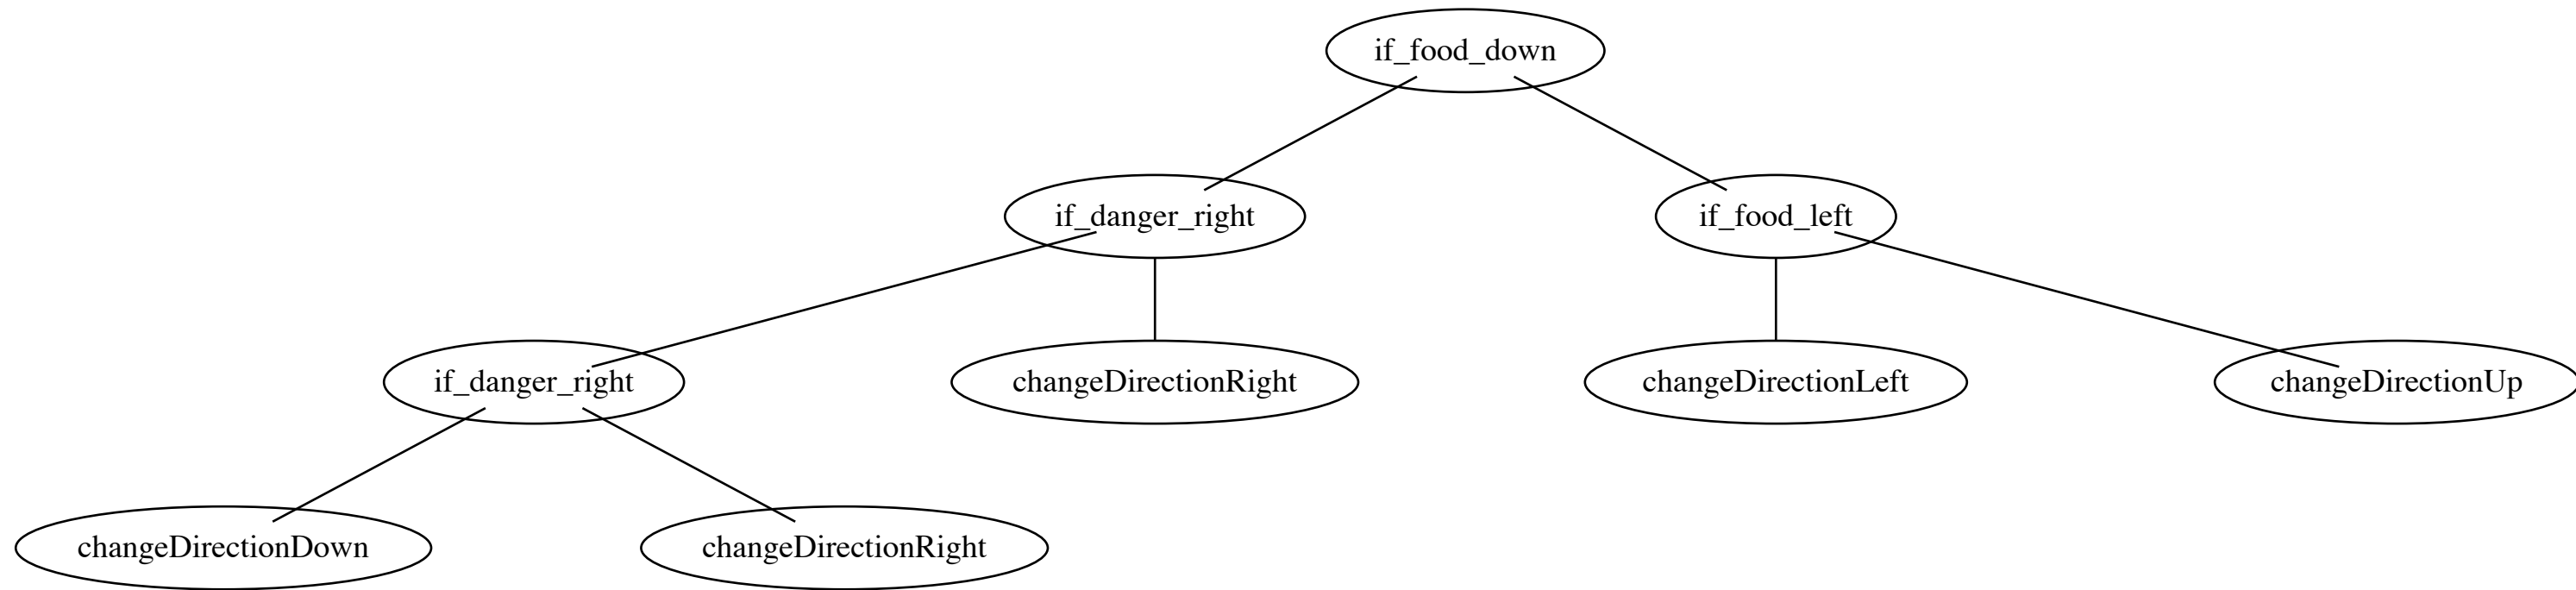 if_food_down
if_danger_right
if_food_left
if_danger_right
changeDirectionRight
changeDirectionLeft
changeDirectionUp
changeDirectionDown
changeDirectionRight